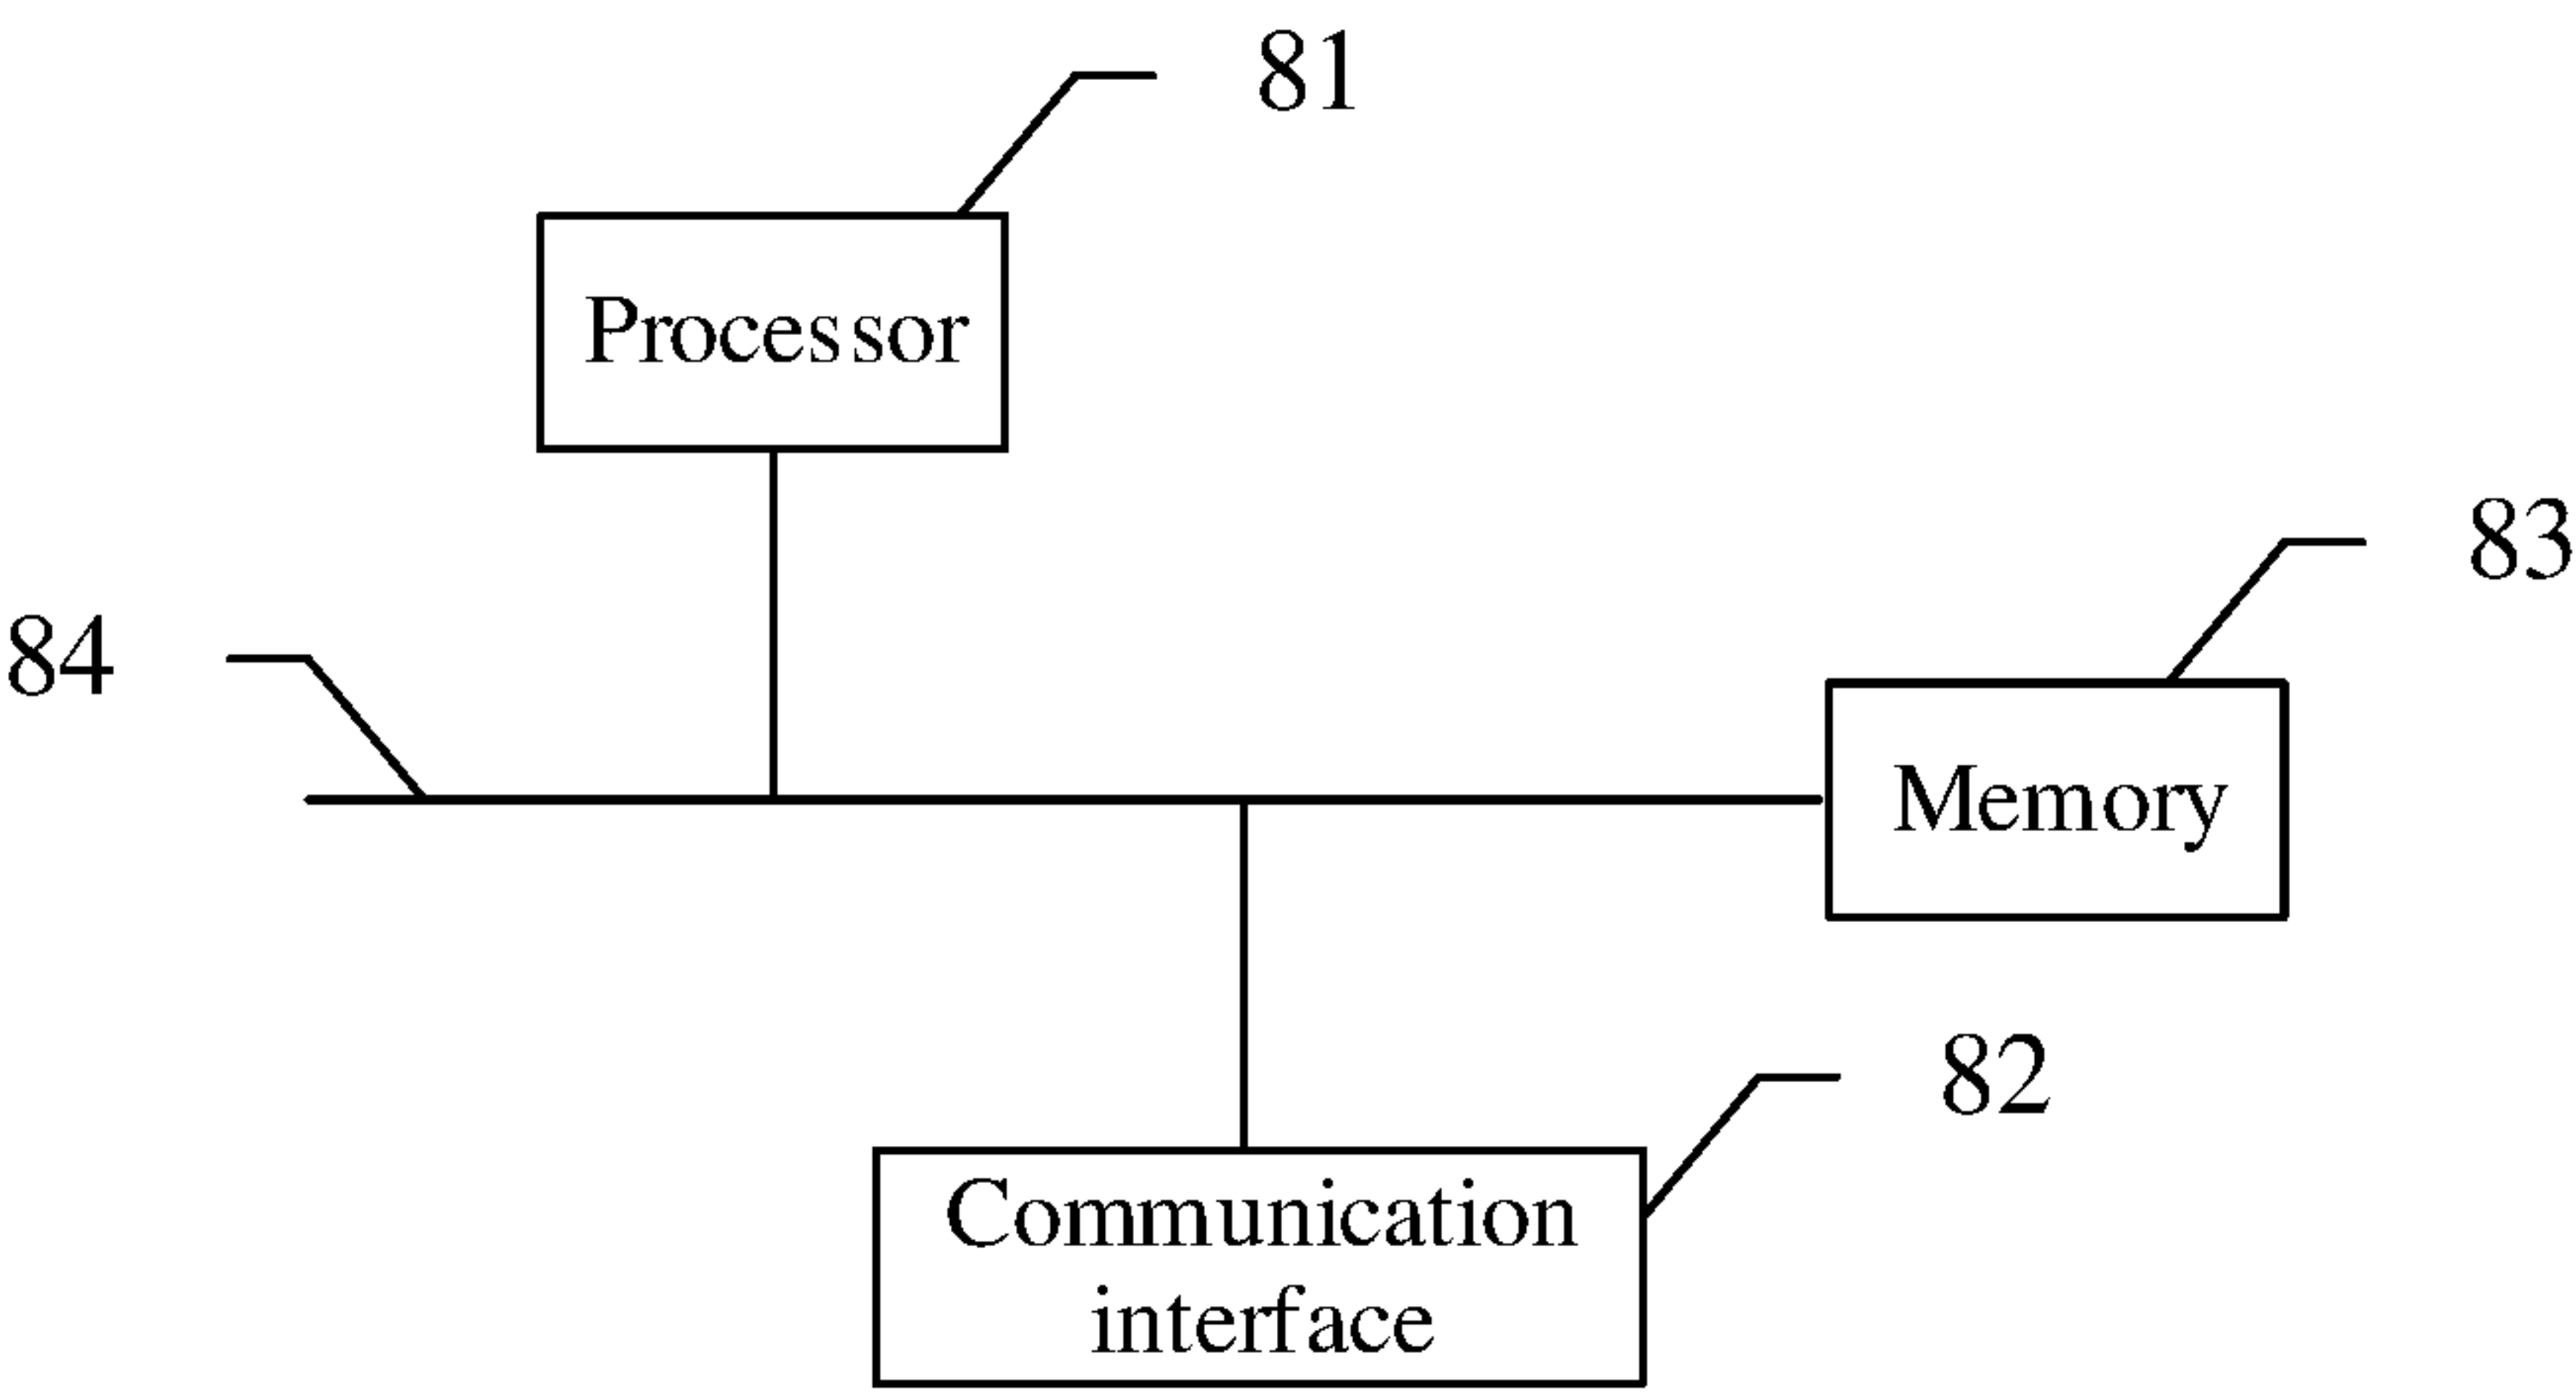 81
Processor
83
84
Memory
82
Communication
interface